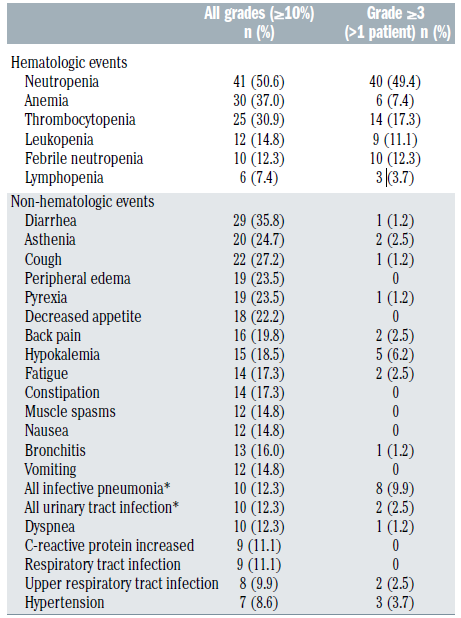 All grades (≥10%) Grade ≥3
n (%) (>1 patient) n (%)
Hematologic events
Neutropenia 41 (50.6) 40 (49.4)
Anemia 30 (37.0) 6 (7.4)
Thrombocytopenia 25 (30.9) 14 (17.3)
Leukopenia 12 (14.8) 9 (11.1)
Febrile neutropenia 10 (12.3) 10 (12.3)
Lymphopenia 6 (7.4) 3 (3.7)
Non-hematologic events
Diarrhea 29 (35.8) 1 (1.2)
Asthenia 20 (24.7) 2 (2.5)
Cough 22 (27.2) 1 (1.2)
Peripheral edema 19 (23.5) 0
Pyrexia 19 (23.5) 1 (1.2)
Decreased appetite 18 (22.2) 0
Back pain 16 (19.8) 2 (2.5)
Hypokalemia 15 (18.5) 5 (6.2)
Fatigue 14 (17.3) 2 (2.5)
Constipation 14 (17.3) 0
Muscle spasms 12 (14.8) 0
Nausea 12 (14.8) 0
Bronchitis 13 (16.0) 1 (1.2)
Vomiting 12 (14.8) 0
All infective pneumonia* 10 (12.3) 8 (9.9)
All urinary tract infection* 10 (12.3) 2 (2.5)
Dyspnea 10 (12.3) 1 (1.2)
C-reactive protein increased 9 (11.1) 0
Respiratory tract infection 9 (11.1) 0
Upper respiratory tract infection 8 (9.9) 2 (2.5)
Hypertension 7 (8.6) 3 (3.7)